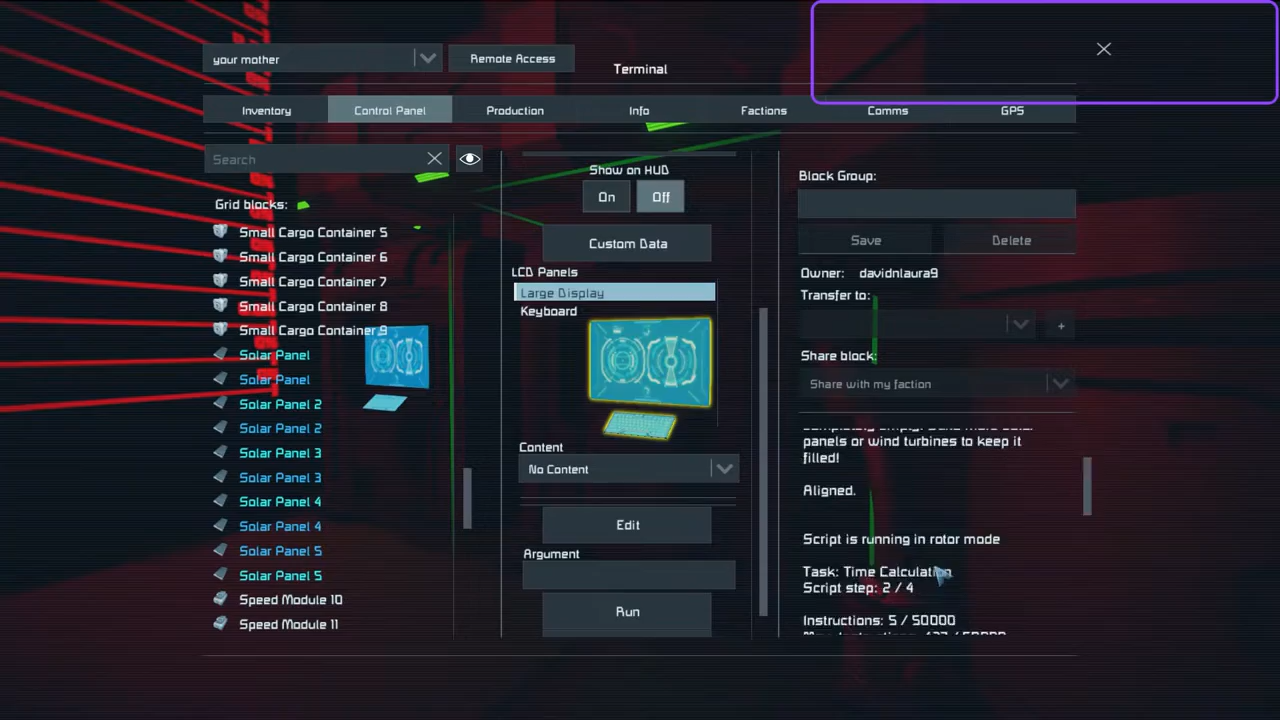 your mother
Remote Access
Terminal
Inventory
Control Panel
Production
Info
Factions
Comms
GPS
Search
Grid blocks:
Small Cargo Container 5
Small Cargo Container 6
Small Cargo Container 7
Small Cargo Container 8
Small Cargo Container 9
Solar Panel
Solar Panel
Solar Panel 2
Solar Panel 2
Solar Panel 3
Solar Panel 3
Solar Panel 4
Solar Panel 4
Solar Panel 5
Solar Panel 5
Speed Module 10
Speed Module 11
Show on HUD
On
Off
Custom Data
LCD Panels
Large Display
Keyboard
Content
No Content
Edit
Argument
Run
Block Group:
Save
Delete
Owner: davidnlaura9
Transfer to:
+
Share block:
Share with my faction
panels or wind turbines to keep it
filled!
Aligned.
Script is running in rotor mode
Task: Time Calculation
Script step: 2 / 4
Instructions: 5 / 50000